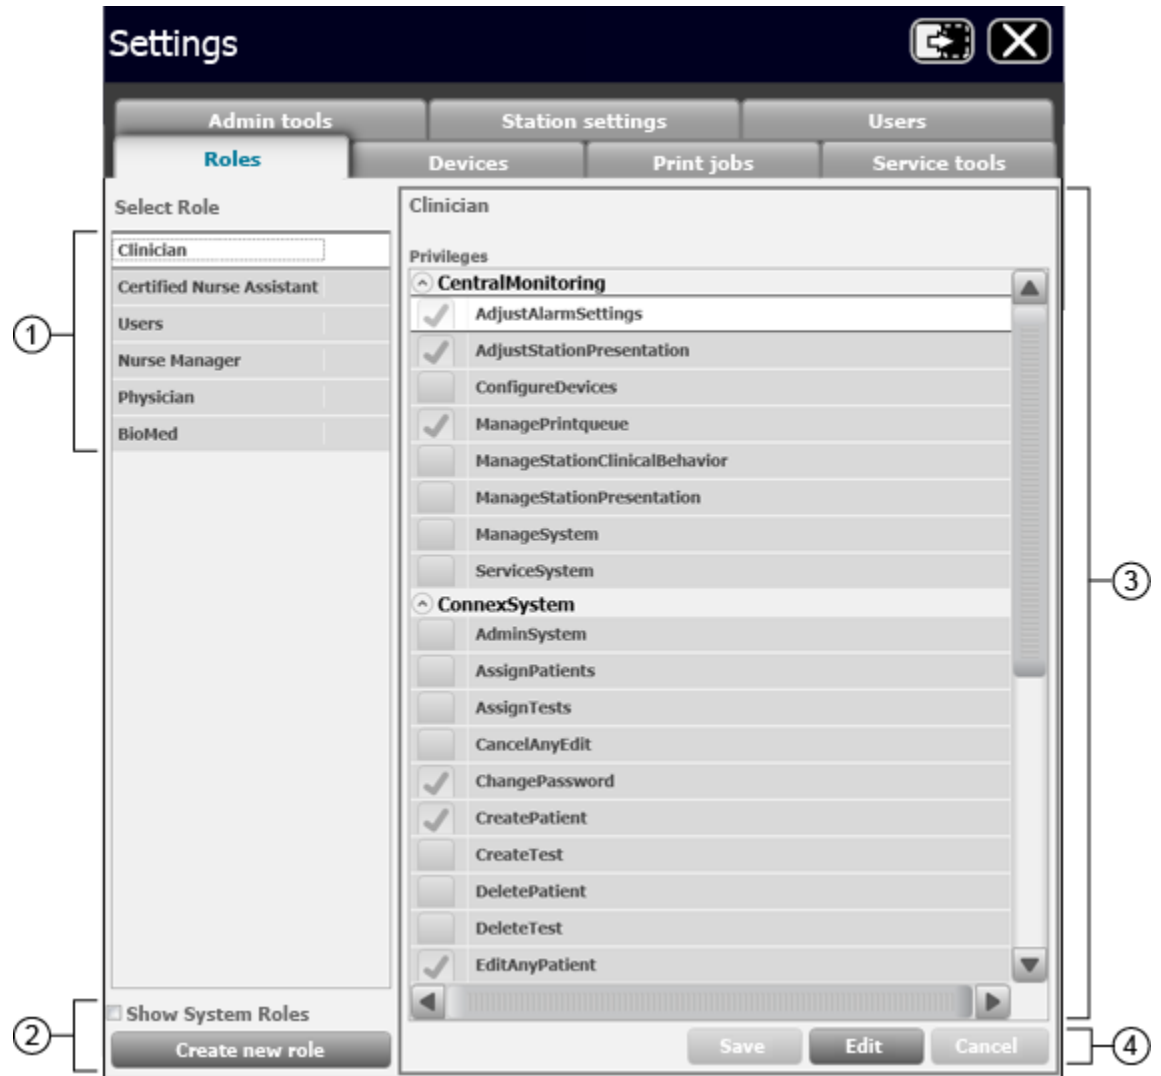 Settings
Admin tools
Station settings
Users
Roles
Devices
Print jobs
Service tools
Select Role
Clinician
Certified Nurse Assistant
Users
Nurse Manager
Physician
BioMed
Show System Roles
Create new role
Clinician
Privileges
CentralMonitoring
AdjustAlarmSettings
AdjustStationPresentation
ConfigureDevices
ManagePrintqueue
ManageStationClinicalBehavior
ManageStationPresentation
ManageSystem
ServiceSystem
ConnexSystem
AdminSystem
AssignPatients
AssignTests
CancelAnyEdit
ChangePassword
CreatePatient
CreateTest
DeletePatient
DeleteTest
EditAnyPatient
Save
Edit
Cancel
1
2
3
4